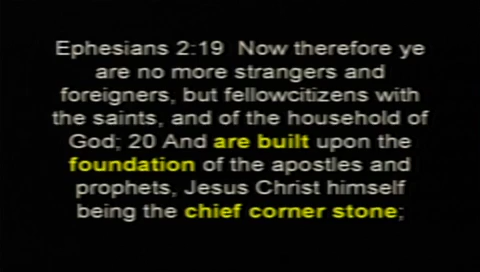 Ephesians 2:19  Now therefore ye
are no more strangers and
foreigners, but fellowcitizens with
the saints, and of the household of
God; 20 And are built upon the
foundation of the apostles and
prophets, Jesus Christ himself
being the chief corner stone;